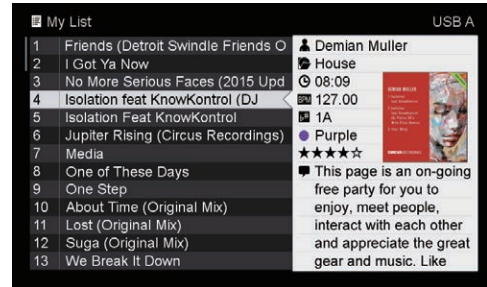 My List
USB A
1 Friends (Detroit Swindle Friends O
2 I Got Ya Now
3 No More Serious Faces (2015 Upd
4 Isolation feat KnowKontrol (DJ
5 Isolation Feat KnowKontrol
6 Jupiter Rising (Circus Recordings)
7 Media
8 One of These Days
9 One Step
10 About Time (Original Mix)
11 Lost (Original Mix)
12 Suga (Original Mix)
13 We Break It Down
Demian Muller
House
08:09
BPM 127.00
1A
Purple
★★★★☆
This page is an on-going
free party for you to
enjoy, meet people,
interact with each other
and appreciate the great
gear and music. Like
DEMIAN MULLER